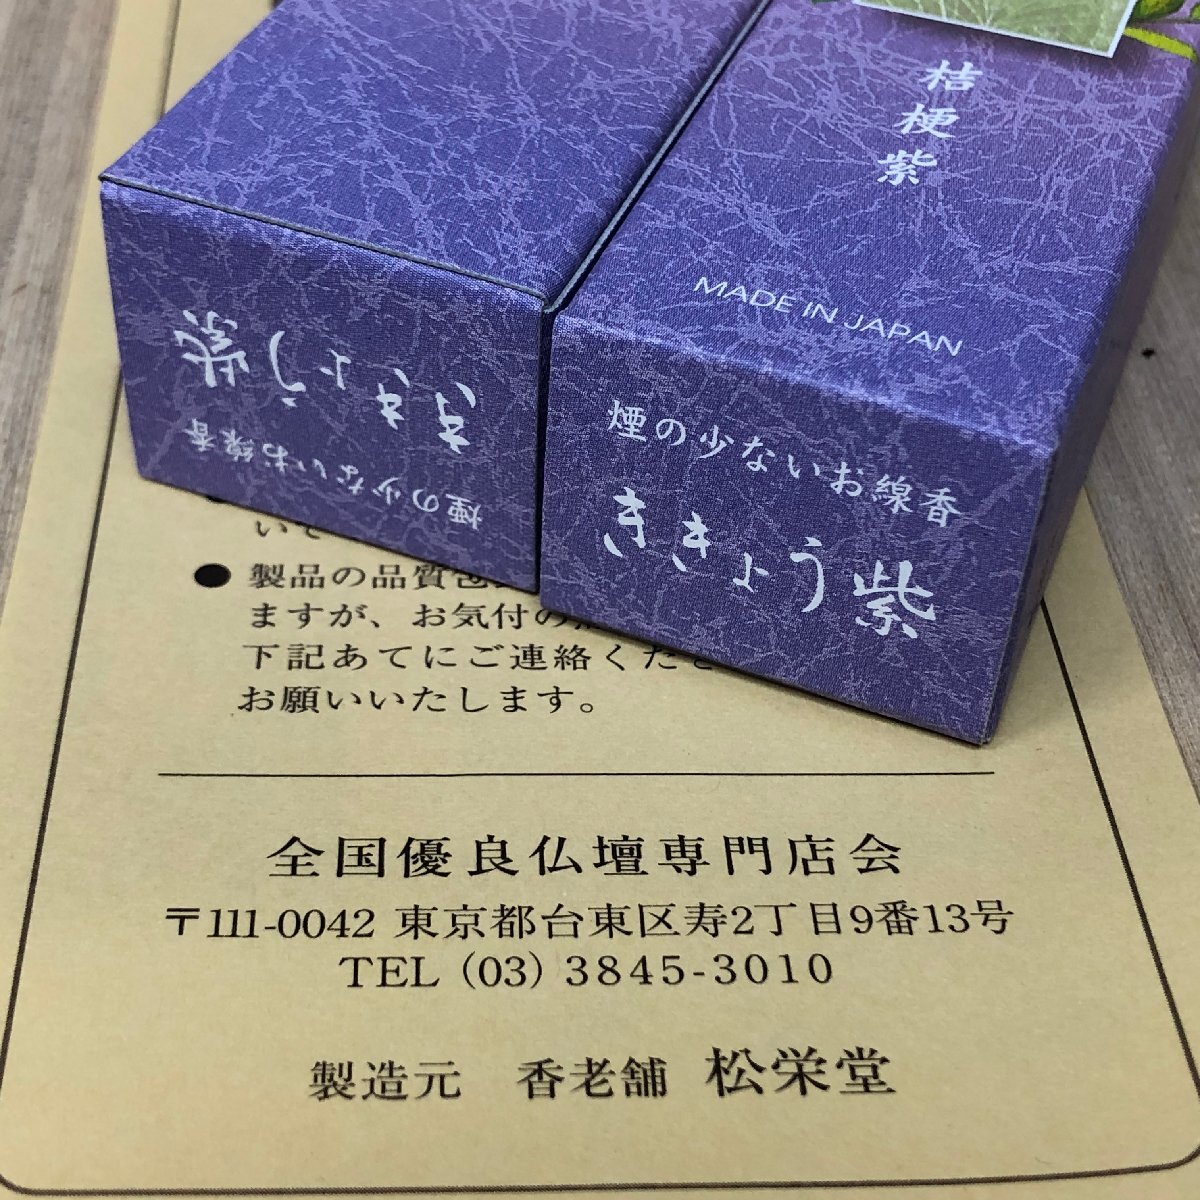 桔梗紫
MADE IN JAPAN
煙の少ないお線香
ききょう紫
煙の少ないお線香
ききょう紫
● 製品の品質
ますが、お気付の
下記あてにご連絡くださ
お願いいたします。
全国優良仏壇専門店会
〒111-0042 東京都台東区寿2丁目9番13号
TEL (03) 3845-3010
製造元 香老舗 松栄堂